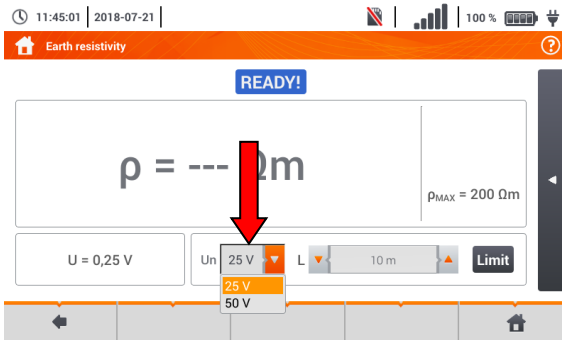 11:45:01 2018-07-21 100 %
Earth resistivity
READY!
ρ = --- Ωm
ρMAX = 200 Ωm
U = 0,25 V
Un 25 V L 10 m Limit
25 V
50 V